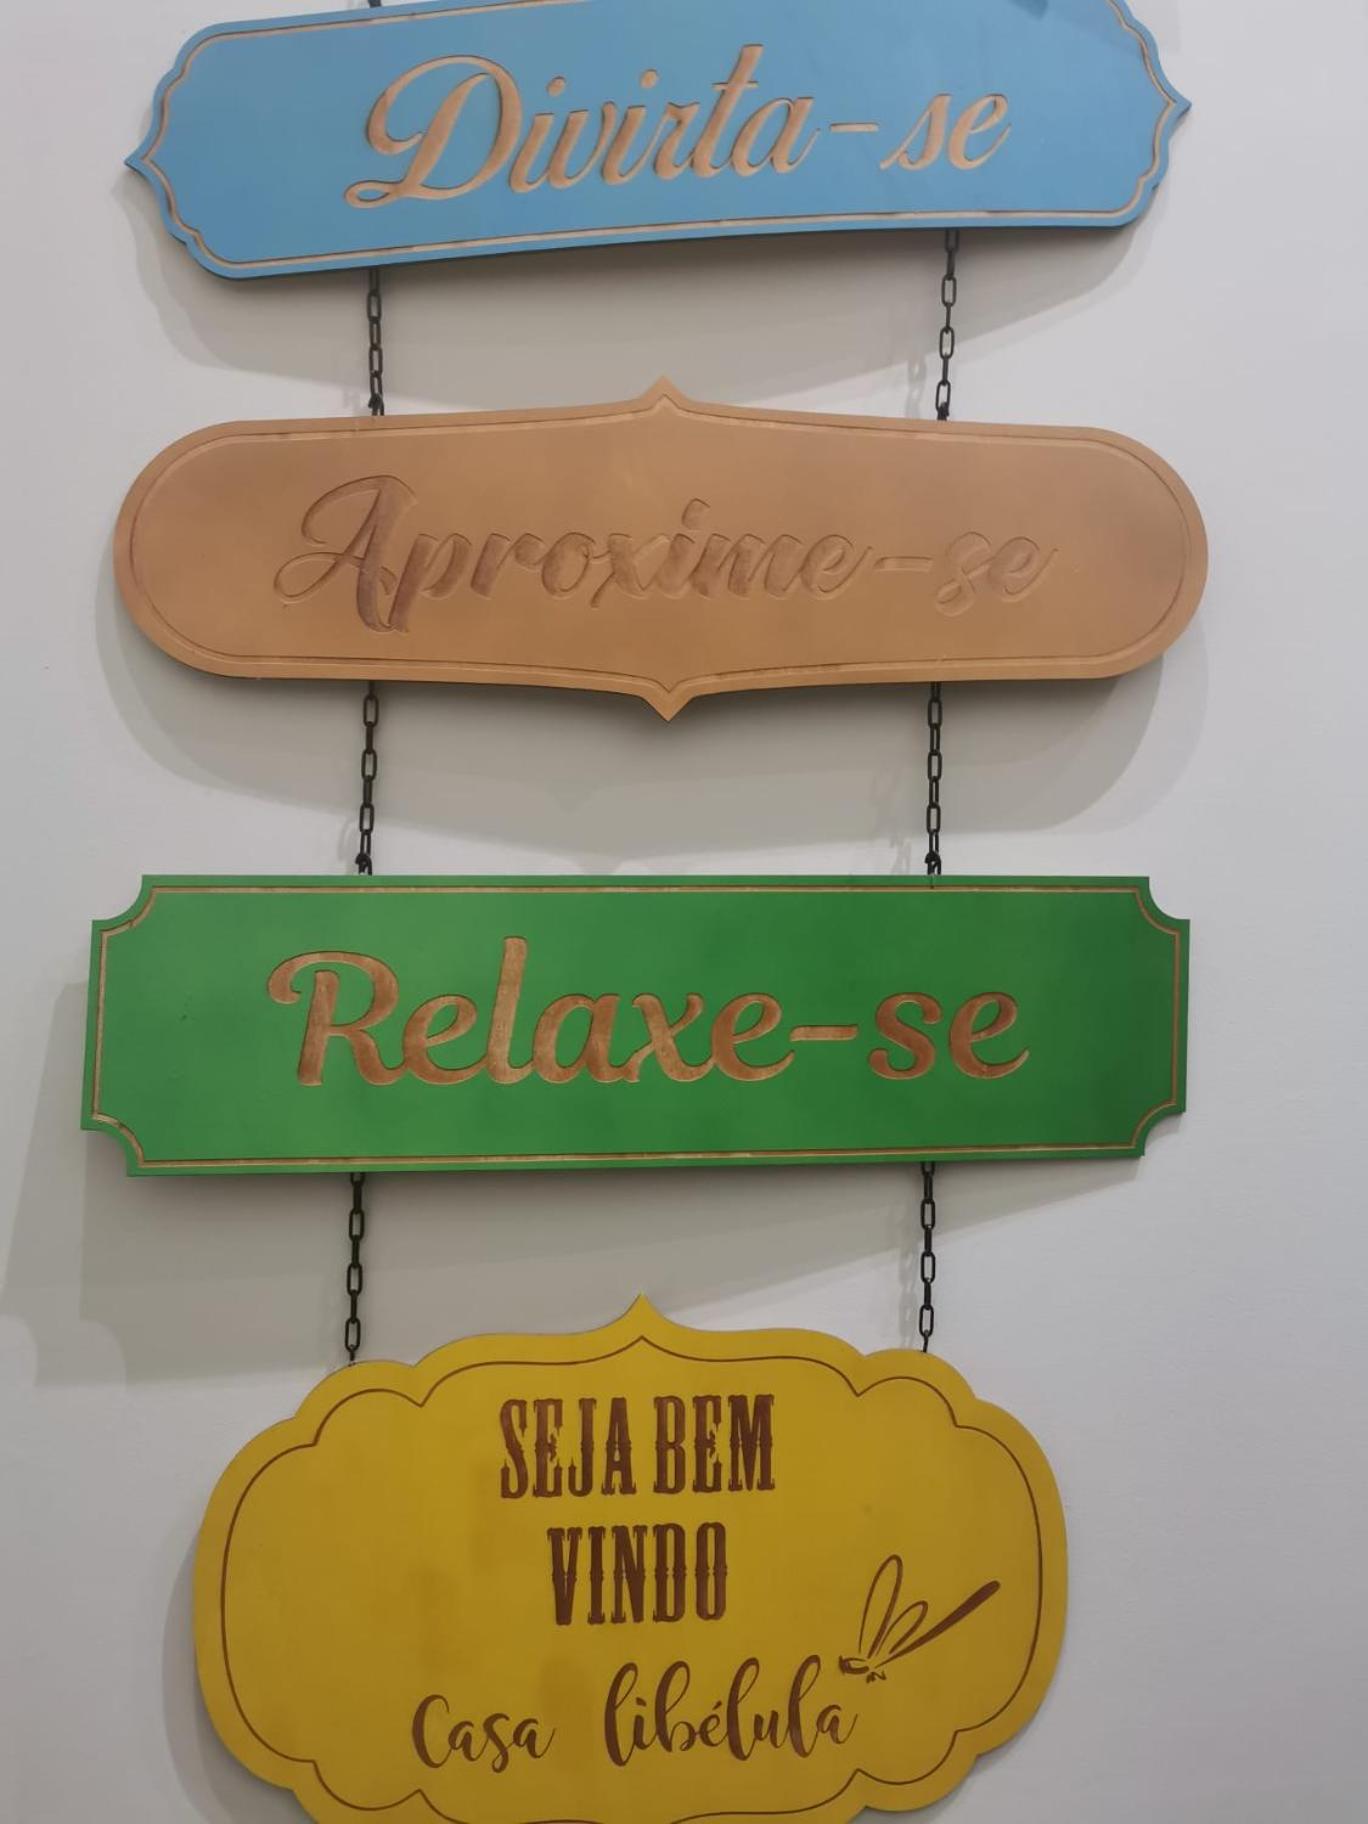 Divirta-se
Aproxime-se
Relaxe-se
SEJA BEM
VINDO
Casa libélula